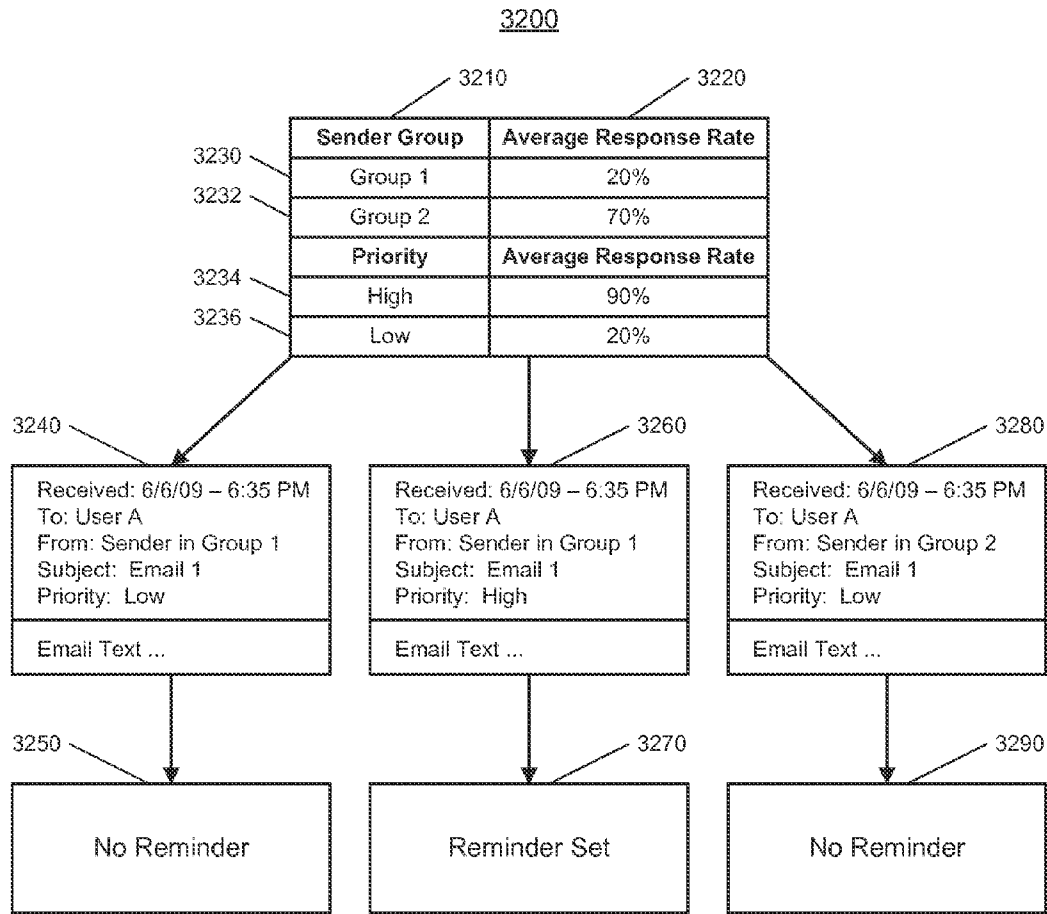 3200
3210
3220
Sender Group Average Response Rate
3230
Group 1 20%
3232
Group 2 70%
Priority Average Response Rate
3234
High 90%
3236
Low 20%
3240
Received: 6/6/09 – 6:35 PM
To: User A
From: Sender in Group 1
Subject: Email 1
Priority: Low
Email Text ...
3260
Received: 6/6/09 – 6:35 PM
To: User A
From: Sender in Group 1
Subject: Email 1
Priority: High
Email Text ...
3280
Received: 6/6/09 – 6:35 PM
To: User A
From: Sender in Group 2
Subject: Email 1
Priority: Low
Email Text ...
3250
No Reminder
3270
Reminder Set
3290
No Reminder